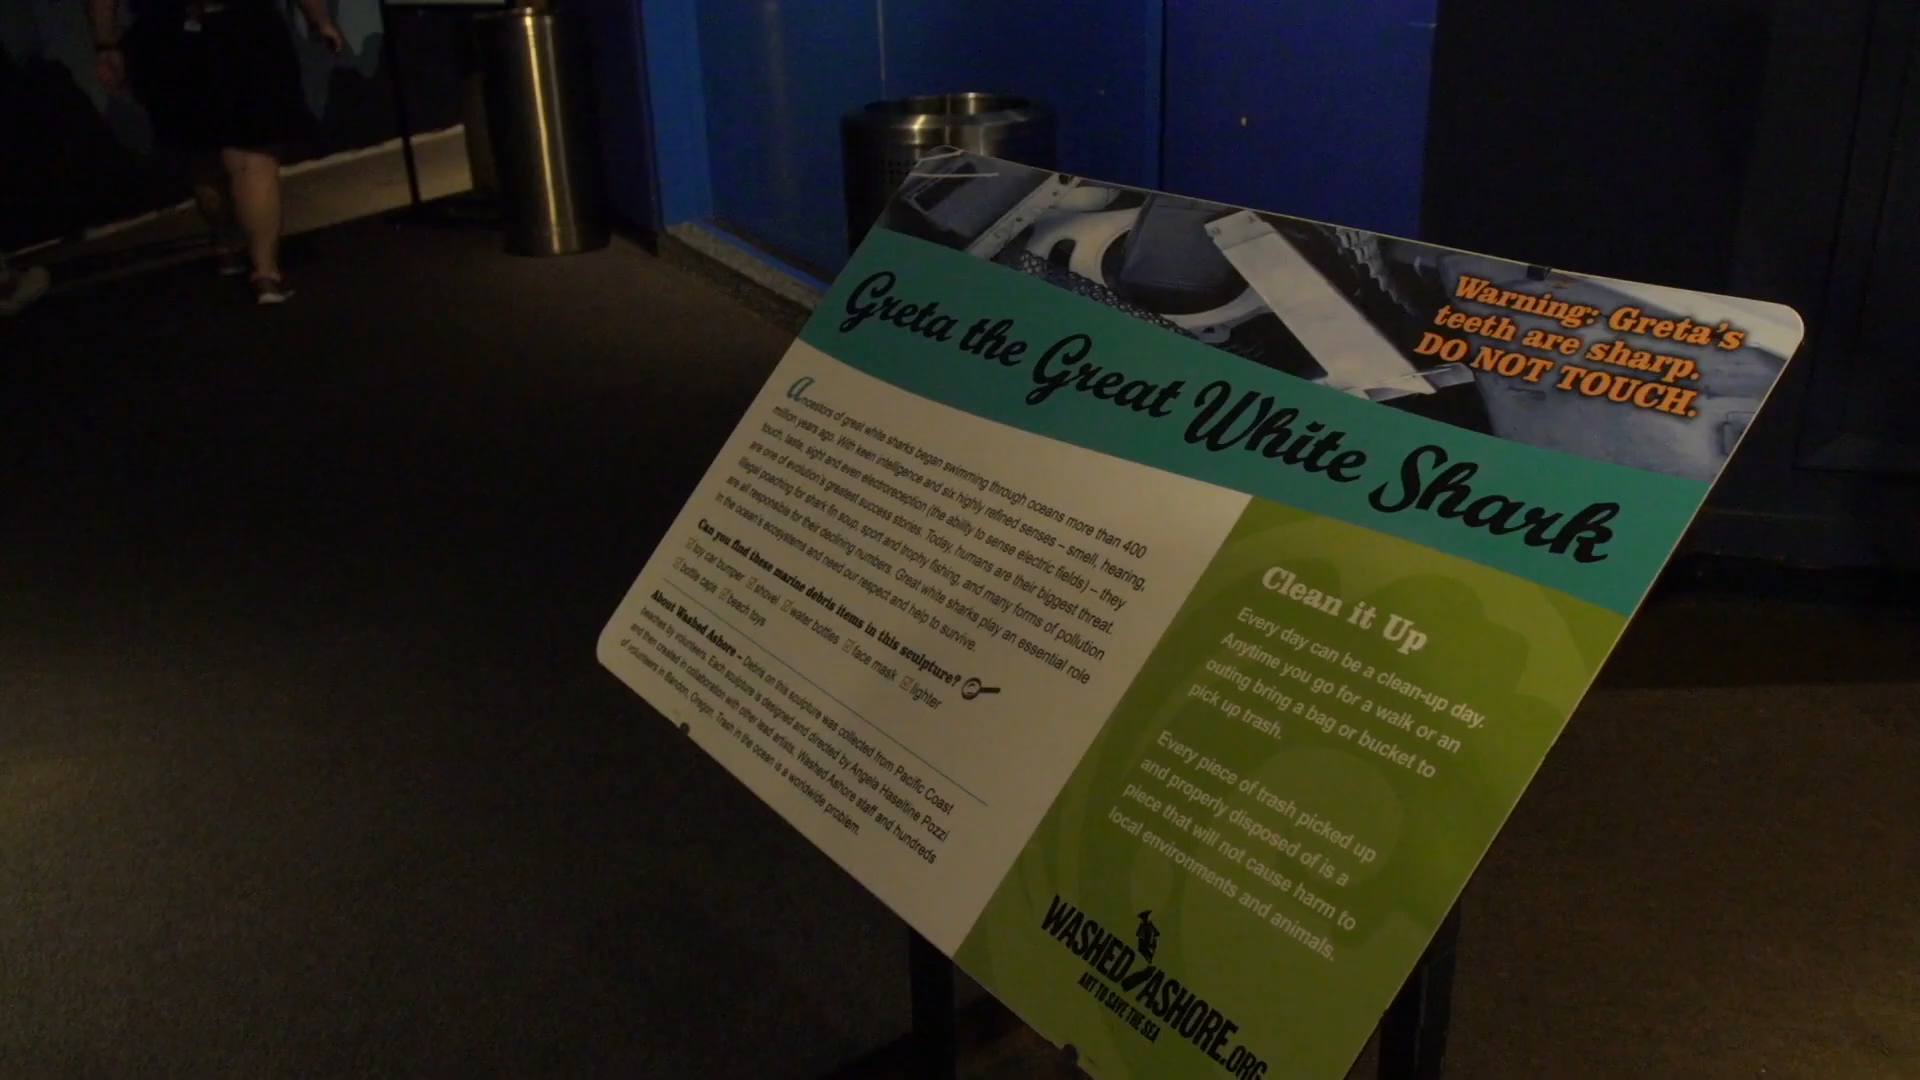 Warning: Greta's
teeth are sharp.
DO NOT TOUCH.
Greta the Great White Shark
Ancestors of great white sharks began swimming through oceans more than 400
million years ago. With keen intelligence and six highly refined senses – smell, hearing,
touch, taste, sight and even electroreception (the ability to sense electric fields) – they
are one of evolution's greatest success stories. Today, humans are their biggest threat.
Illegal poaching for shark fin soup, sport and trophy fishing, and many forms of pollution
are all responsible for their declining numbers. Great white sharks play an essential role
in the ocean's ecosystems and need our respect and help to survive.
Can you find these marine debris items in this sculpture?
toy car bumper shovel water bottles face mask lighter
bottle caps beach toys
About Washed Ashore – Debris on this sculpture was collected from Pacific Coast
beaches by volunteers. Each sculpture is designed and directed by Angela Haseltine Pozzi
and then created in collaboration with other lead artists, Washed Ashore staff and hundreds
of volunteers in Bandon, Oregon. Trash in the ocean is a worldwide problem.
Clean it Up
Every day can be a clean-up day.
Anytime you go for a walk or an
outing bring a bag or bucket to
pick up trash.
Every piece of trash picked up
and properly disposed of is a
piece that will not cause harm to
local environments and animals.
WASHED ASHORE.ORG
ART TO SAVE THE SEA